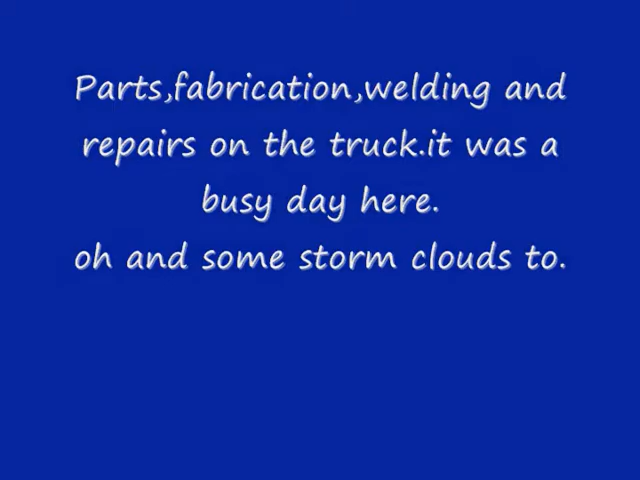 Parts,fabrication,welding and
repairs on the truck.it was a
busy day here.
oh and some storm clouds to.